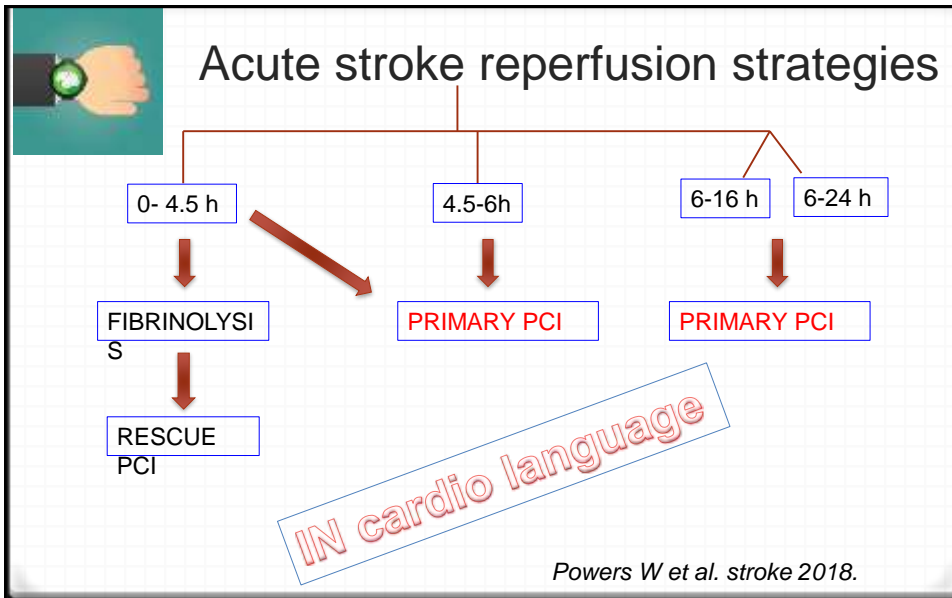 Acute stroke reperfusion strategies
0- 4.5 h
4.5-6h
6-16 h
6-24 h
FIBRINOLYSI
S
PRIMARY PCI
PRIMARY PCI
RESCUE
PCI
IN cardio language
Powers W et al. stroke 2018.